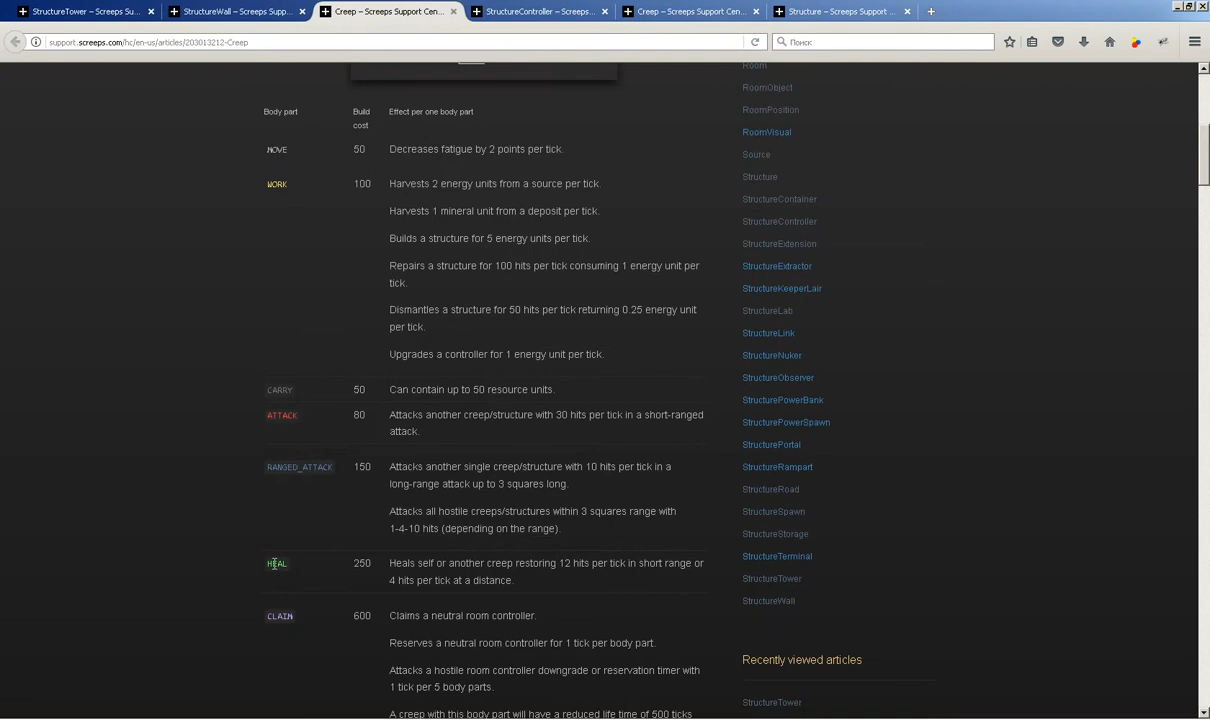 StructureTower – Screeps Su...
StructureWall – Screeps Supp...
Creep – Screeps Support Cen...
StructureController – Screeps...
Creep – Screeps Support Cen...
Structure – Screeps Support ...
support.screeps.com/hc/en-us/articles/203013212-Creep
Поиск
Body part Build cost Effect per one body part
MOVE 50 Decreases fatigue by 2 points per tick.
WORK 100 Harvests 2 energy units from a source per tick.
Harvests 1 mineral unit from a deposit per tick.
Builds a structure for 5 energy units per tick.
Repairs a structure for 100 hits per tick consuming 1 energy unit per
tick.
Dismantles a structure for 50 hits per tick returning 0.25 energy unit
per tick.
Upgrades a controller for 1 energy unit per tick.
CARRY 50 Can contain up to 50 resource units.
ATTACK 80 Attacks another creep/structure with 30 hits per tick in a short-ranged
attack.
RANGED_ATTACK 150 Attacks another single creep/structure with 10 hits per tick in a
long-range attack up to 3 squares long.
Attacks all hostile creeps/structures within 3 squares range with
1-4-10 hits (depending on the range).
HEAL 250 Heals self or another creep restoring 12 hits per tick in short range or
4 hits per tick at a distance.
CLAIM 600 Claims a neutral room controller.
Reserves a neutral room controller for 1 tick per body part.
Attacks a hostile room controller downgrade or reservation timer with
1 tick per 5 body parts.
A creep with this body part will have a reduced life time of 500 ticks
Room
RoomObject
RoomPosition
RoomVisual
Source
Structure
StructureContainer
StructureController
StructureExtension
StructureExtractor
StructureKeeperLair
StructureLab
StructureLink
StructureNuker
StructureObserver
StructurePowerBank
StructurePowerSpawn
StructurePortal
StructureRampart
StructureRoad
StructureSpawn
StructureStorage
StructureTerminal
StructureTower
StructureWall
Recently viewed articles
StructureTower